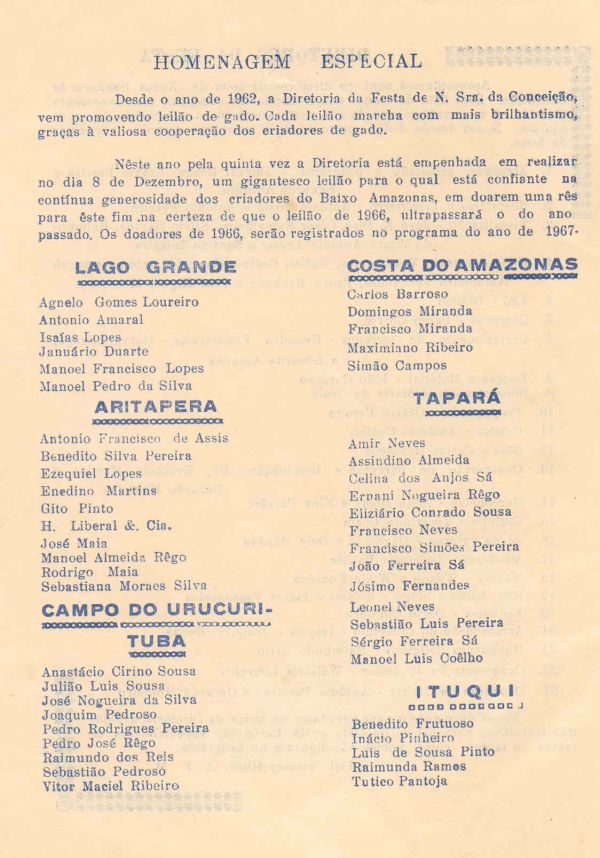 HOMENAGEM ESPECIAL
Desde o ano de 1962, a Diretoria da Festa de N. Sra. da Conceição,
vem promovendo leilão de gado. Cada leilão marcha com mais brilhantismo,
graças à valiosa cooperação dos criadores de gado.
Nêste ano pela quinta vez a Diretoria está empenhada em realizar
no dia 8 de Dezembro, um gigantesco leilão para o qual está confiante na
contínua generosidade dos criadores do Baixo Amazonas, em doarem uma rês
para êste fim ,na certeza de que o leilão de 1966, ultrapassará o do ano
passado. Os doadores de 1966, serão registrados no programa do ano de 1967-
LAGO GRANDE
Agnelo Gomes Loureiro
Antonio Amaral
Isaías Lopes
Januário Duarte
Manoel Francisco Lopes
Manoel Pedro da Silva
ARITAPERA
Antonio Francisco de Assis
Benedito Silva Pereira
Ezequiel Lopes
Enedino Martins
Gito Pinto
H. Liberal &. Cia.
José Maia
Manoel Almeida Rêgo
Rodrigo Maia
Sebastiana Moraes Silva
CAMPO DO URUCURI-
TUBA
Anastácio Cirino Sousa
Julião Luis Sousa
José Nogueira da Silva
Joaquim Pedroso
Pedro Rodrigues Pereira
Pedro José Rêgo
Raimundo dos Reis
Sebastião Pedroso
Vitor Maciel Ribeiro
COSTA DO AMAZONAS
Carlos Barroso
Domingos Miranda
Francisco Miranda
Maximiano Ribeiro
Simão Campos
TAPARÁ
Amir Neves
Assindino Almeida
Celina dos Anjos Sá
Ernani Nogueira Rêgo
Eliziário Conrado Sousa
Francisco Neves
Francisco Simões Pereira
João Ferreira Sá
Jósimo Fernandes
Leonel Neves
Sebastião Luis Pereira
Sérgio Ferreira Sá
Manoel Luis Coêlho
ITUQUI
Benedito Frutuoso
Inácio Pinheiro
Luis de Sousa Pinto
Raimunda Ramos
Tutico Pantoja